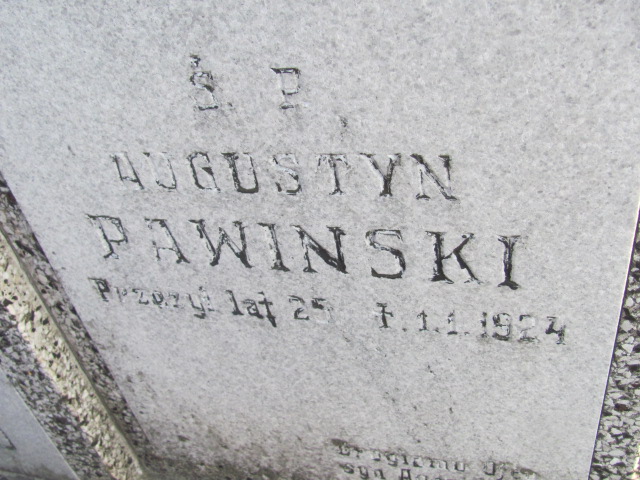 Ś. P.
AUGUSTYN
PAWINSKI
Przeżył lat 25 †.1.1.1924